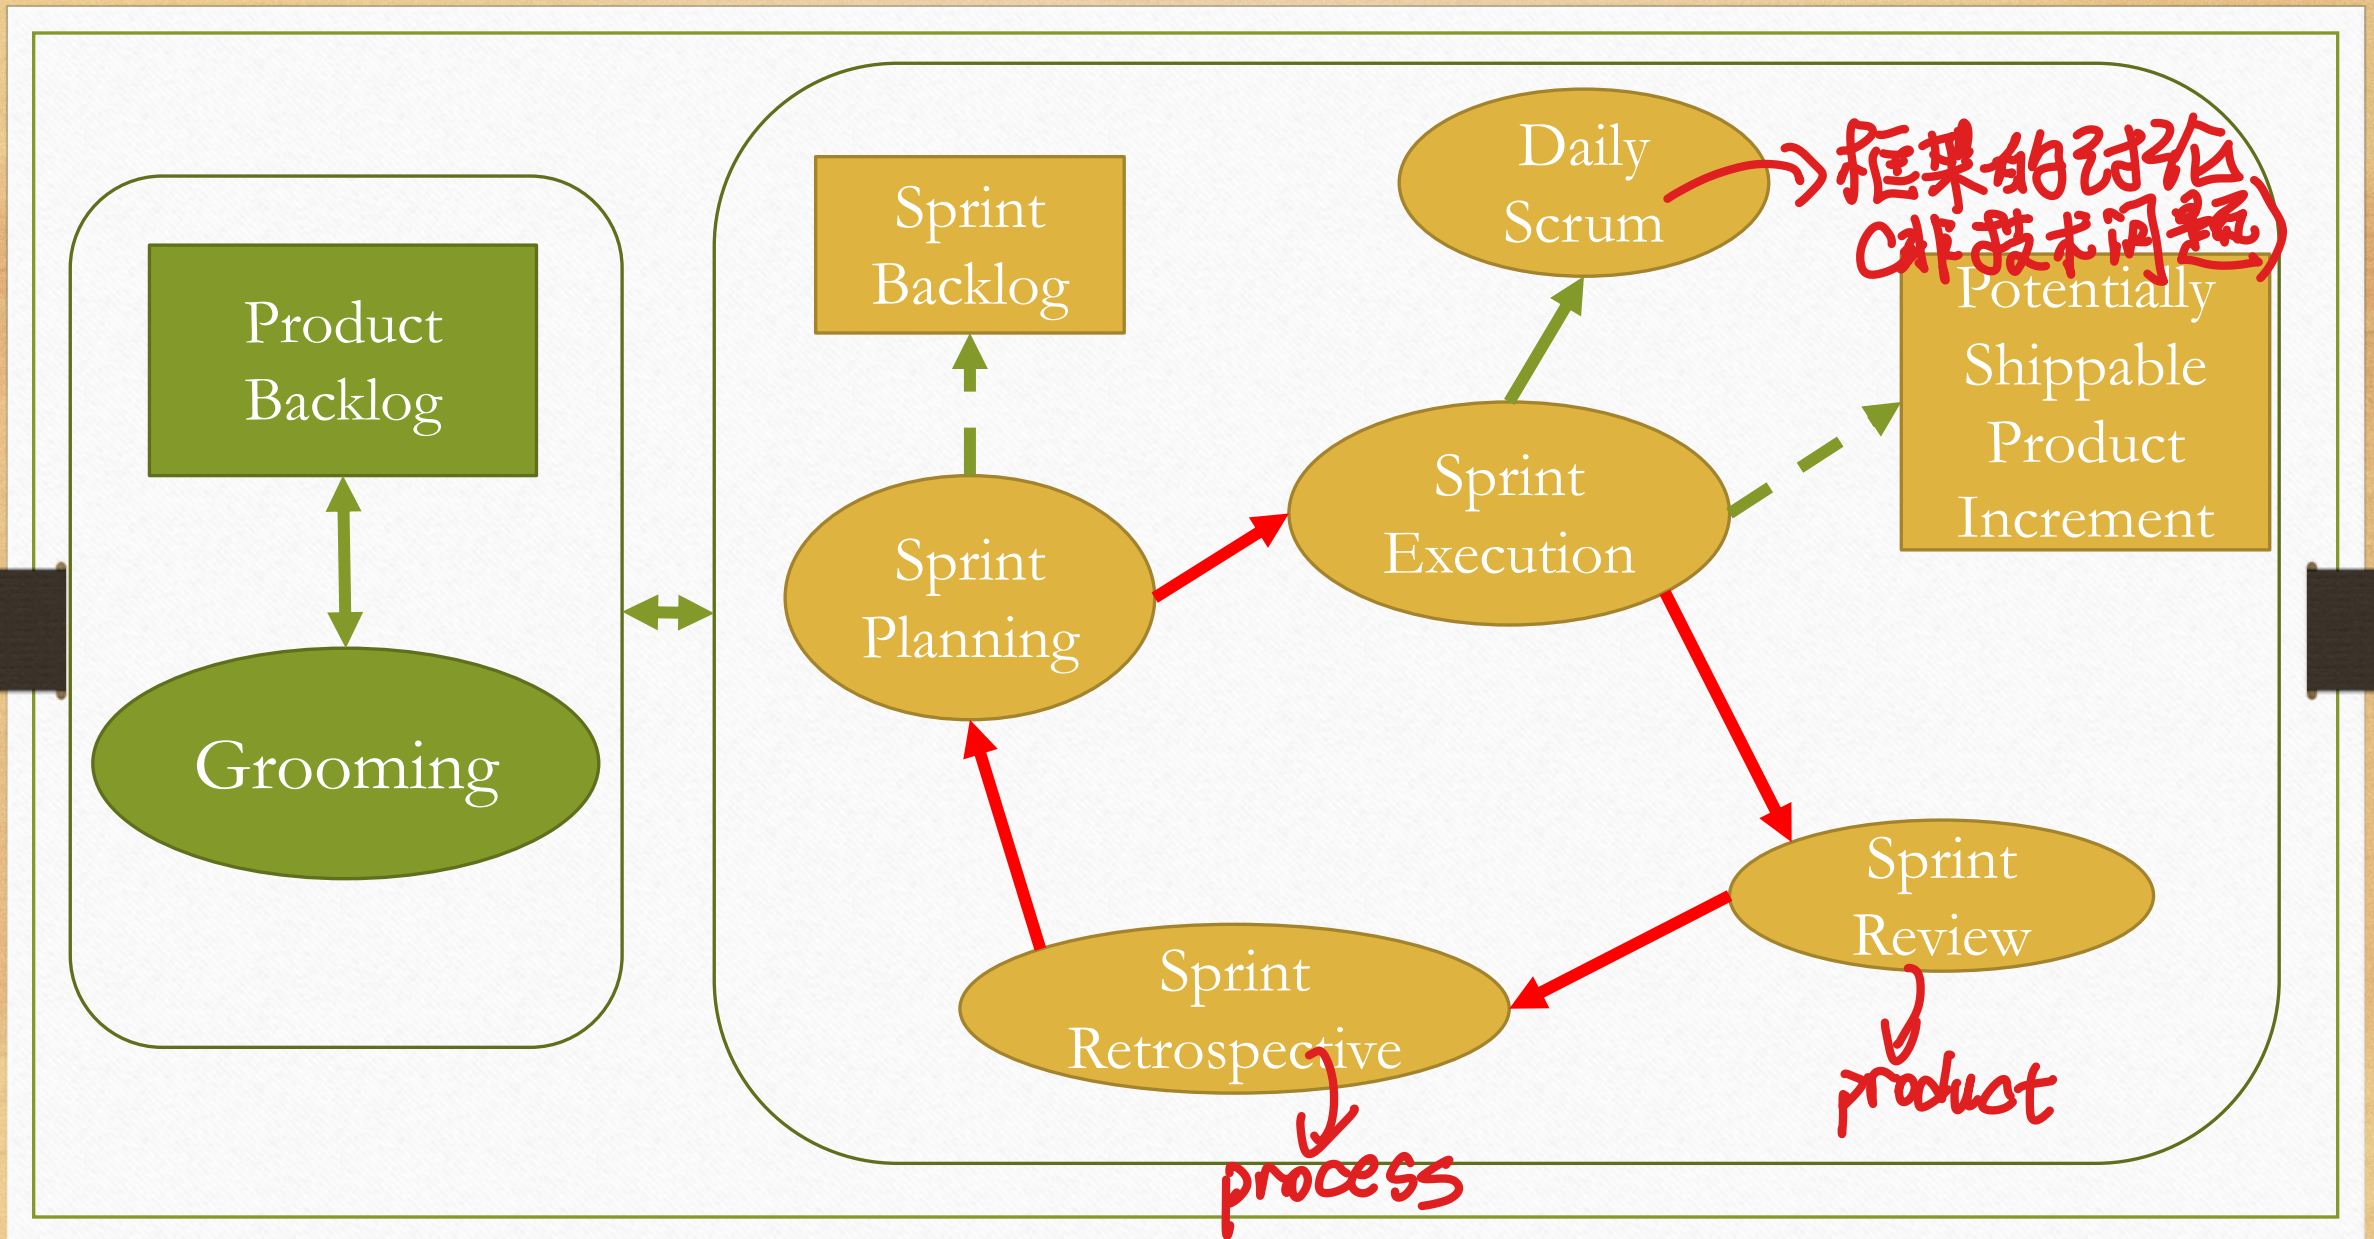 Product
Backlog
Grooming
Sprint
Backlog
Sprint
Planning
Daily
Scrum
框架的讨论
(非技术问题)
Sprint
Execution
Potentially
Shippable
Product
Increment
Sprint
Review
product
Sprint
Retrospective
process